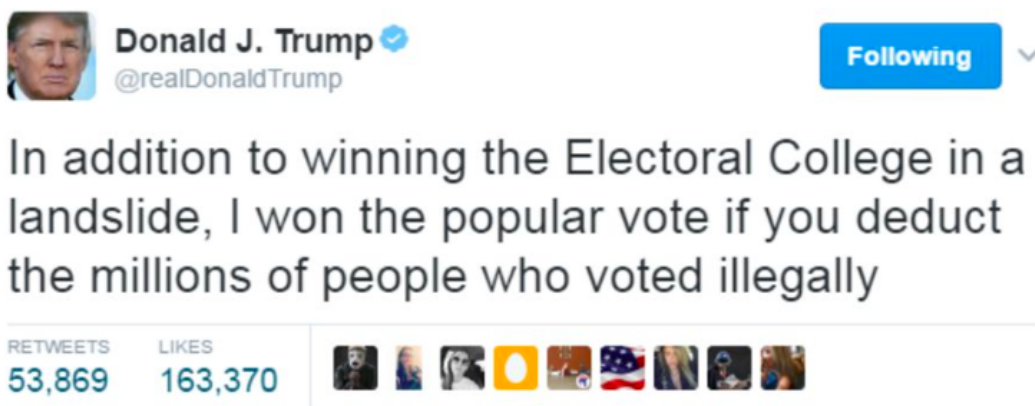 Donald J. Trump
Following
@realDonaldTrump
In addition to winning the Electoral College in a
landslide, I won the popular vote if you deduct
the millions of people who voted illegally
RETWEETS LIKES
53,869 163,370